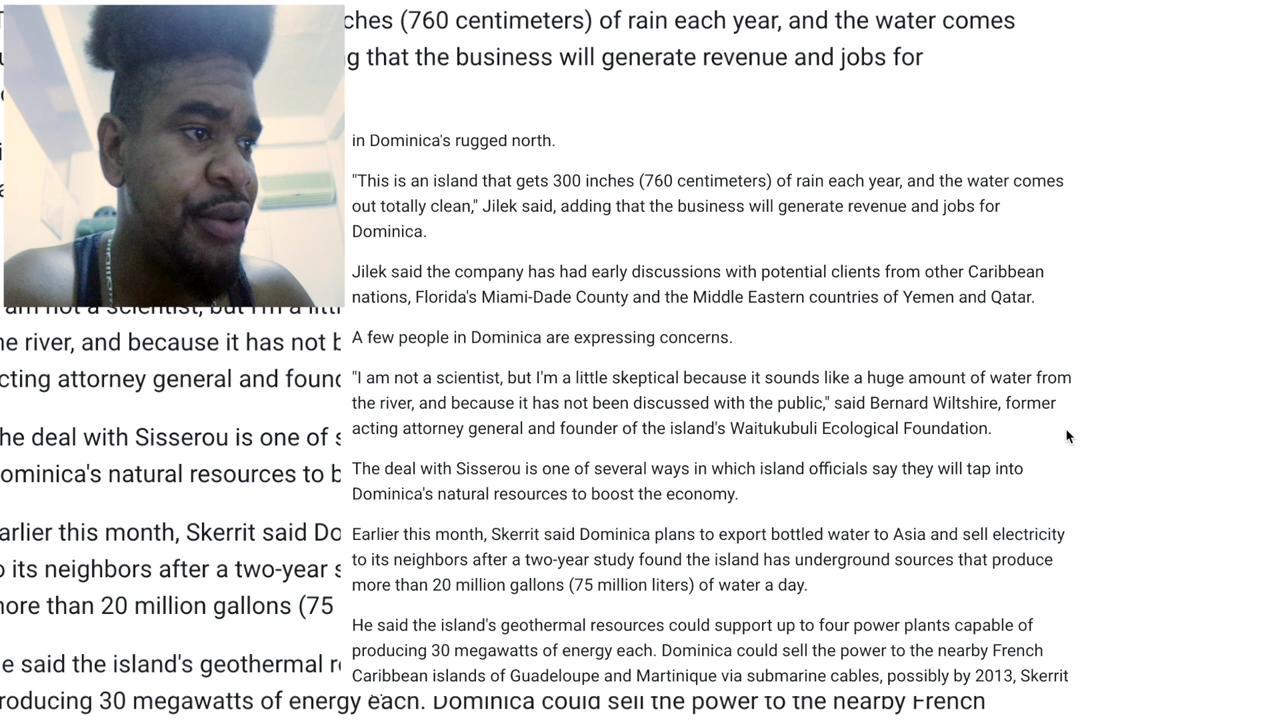 ches (760 centimeters) of rain each year, and the water comes
g that the business will generate revenue and jobs for
in Dominica's rugged north.
"This is an island that gets 300 inches (760 centimeters) of rain each year, and the water comes
out totally clean," Jilek said, adding that the business will generate revenue and jobs for
Dominica.
Jilek said the company has had early discussions with potential clients from other Caribbean
nations, Florida's Miami-Dade County and the Middle Eastern countries of Yemen and Qatar.
A few people in Dominica are expressing concerns.
"I am not a scientist, but I'm a little skeptical because it sounds like a huge amount of water from
the river, and because it has not been discussed with the public," said Bernard Wiltshire, former
acting attorney general and founder of the island's Waitukubuli Ecological Foundation.
The deal with Sisserou is one of several ways in which island officials say they will tap into
Dominica's natural resources to boost the economy.
Earlier this month, Skerrit said Dominica plans to export bottled water to Asia and sell electricity
to its neighbors after a two-year study found the island has underground sources that produce
more than 20 million gallons (75 million liters) of water a day.
He said the island's geothermal resources could support up to four power plants capable of
producing 30 megawatts of energy each. Dominica could sell the power to the nearby French
Caribbean islands of Guadeloupe and Martinique via submarine cables, possibly by 2013, Skerrit
am not a scientist, but I'm a
he river, and because it has not b
cting attorney general and found
he deal with Sisserou is one of s
ominica's natural resources to b
arlier this month, Skerrit said Do
o its neighbors after a two-year s
nore than 20 million gallons (75
e said the island's geothermal r
roducing 30 megawatts of energy each. Dominica could sell the power to the nearby French